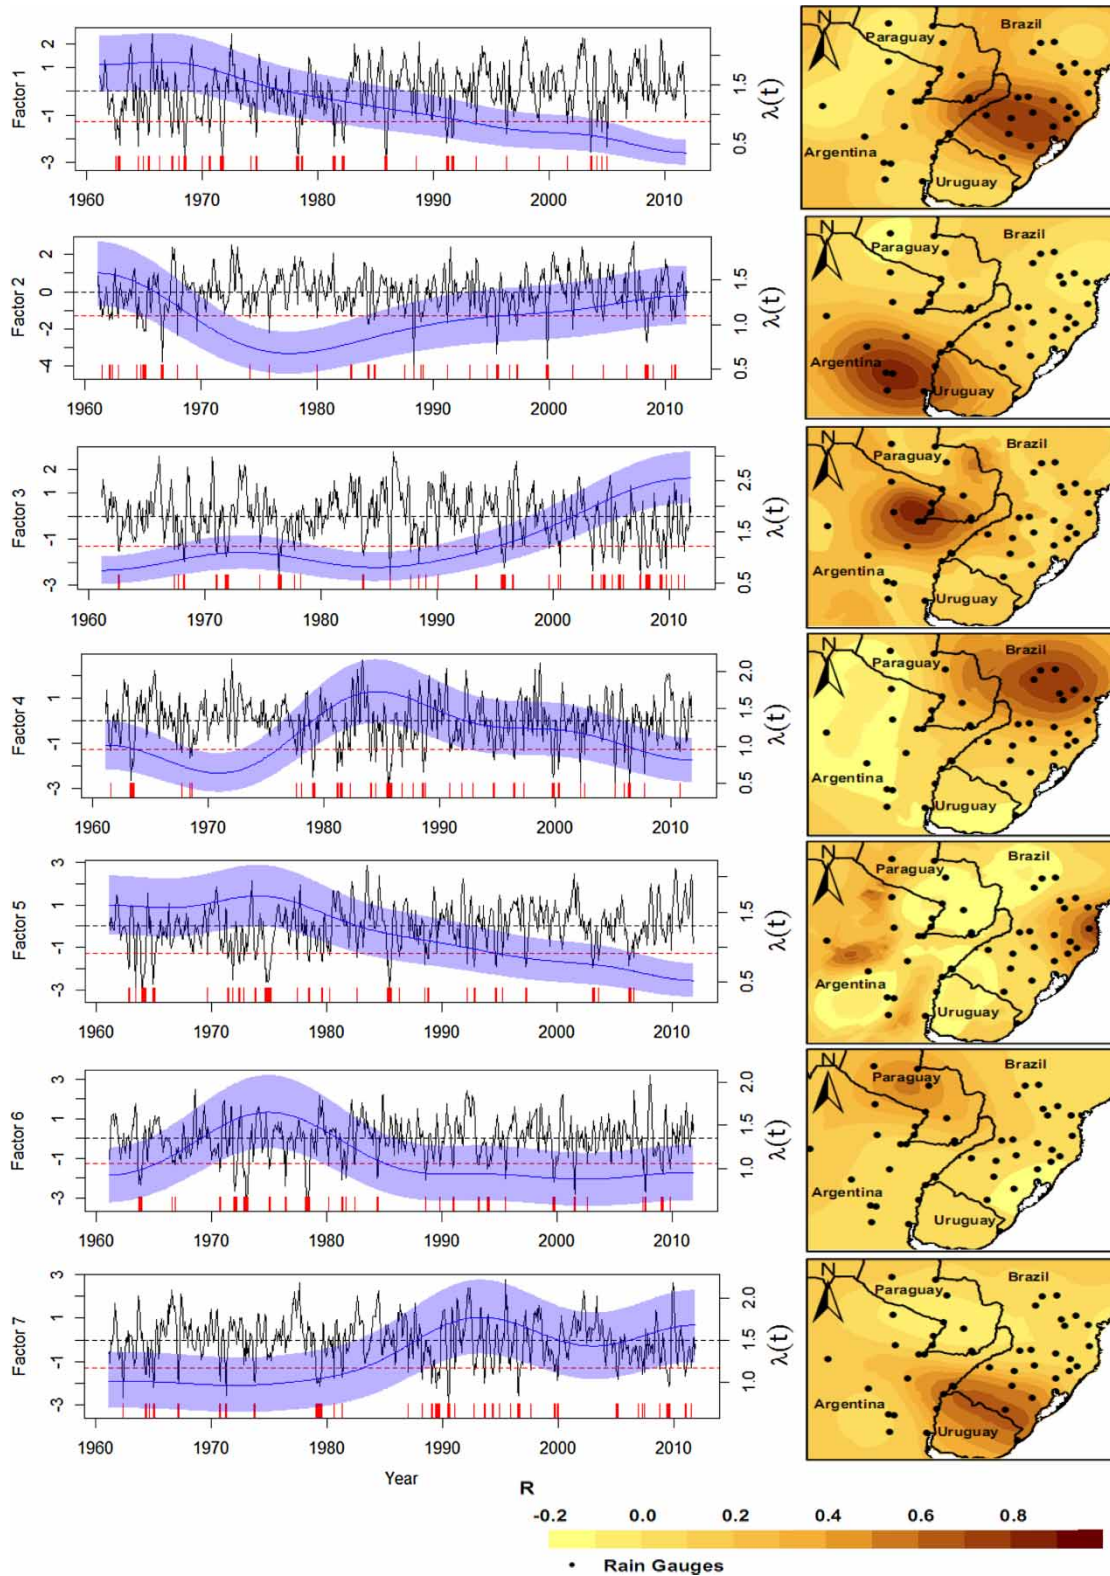 Factor 1
2
1
-1
-3
1.5
0.5
λ(t)
1960 1970 1980 1990 2000 2010
N
Paraguay
Brazil
Argentina
Uruguay
Factor 2
2
0
-2
-4
1.5
1.0
0.5
λ(t)
1960 1970 1980 1990 2000 2010
N
Paraguay
Brazil
Argentina
Uruguay
Factor 3
2
1
-1
-3
2.5
1.5
0.5
λ(t)
1960 1970 1980 1990 2000 2010
N
Paraguay
Brazil
Argentina
Uruguay
Factor 4
1
-1
-3
2.0
1.5
1.0
0.5
λ(t)
1960 1970 1980 1990 2000 2010
N
Paraguay
Brazil
Argentina
Uruguay
Factor 5
3
1
-1
-3
1.5
0.5
λ(t)
1960 1970 1980 1990 2000 2010
N
Paraguay
Brazil
Argentina
Uruguay
Factor 6
3
1
-1
-3
2.0
1.5
1.0
λ(t)
1960 1970 1980 1990 2000 2010
N
Paraguay
Brazil
Argentina
Uruguay
Factor 7
3
1
-1
-3
2.0
1.5
1.0
λ(t)
1960 1970 1980 1990 2000 2010
N
Paraguay
Brazil
Argentina
Uruguay
Year
R
-0.2 0.0 0.2 0.4 0.6 0.8
Rain Gauges